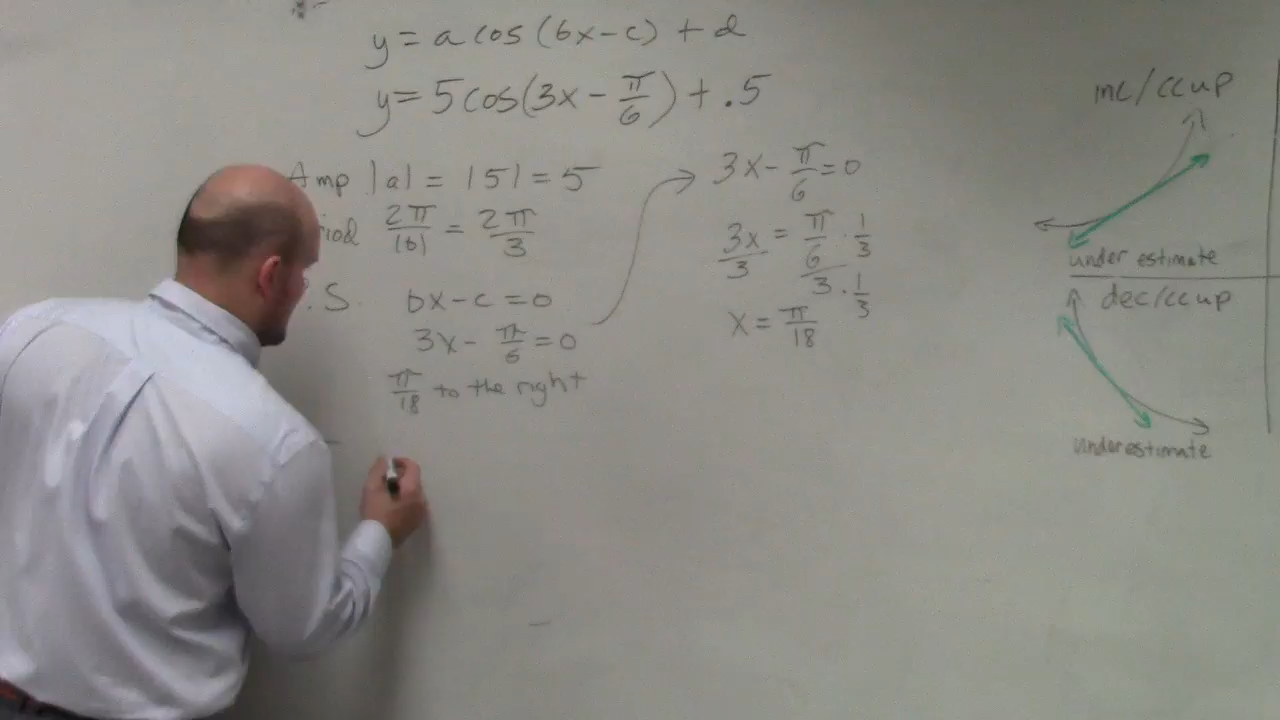 y = a cos (bx - c) + d
y = 5 cos(3x - π/6) + .5
Amp |a| = |5| = 5
iod 2π/|b| = 2π/3
.S. bx - c = 0
3x - π/6 = 0
π/18 to the right
3x - π/6 = 0
3x/3 = π/6 · 1/3 / 3 · 1/3
x = π/18
inc/ccup
under estimate
dec/ccup
underestimate